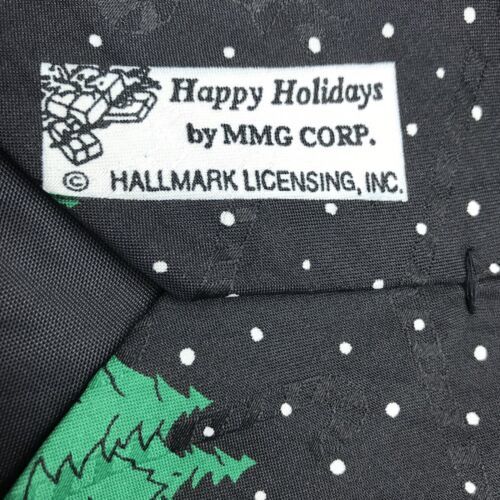 Happy Holidays
by MMG CORP.
© HALLMARK LICENSING, INC.